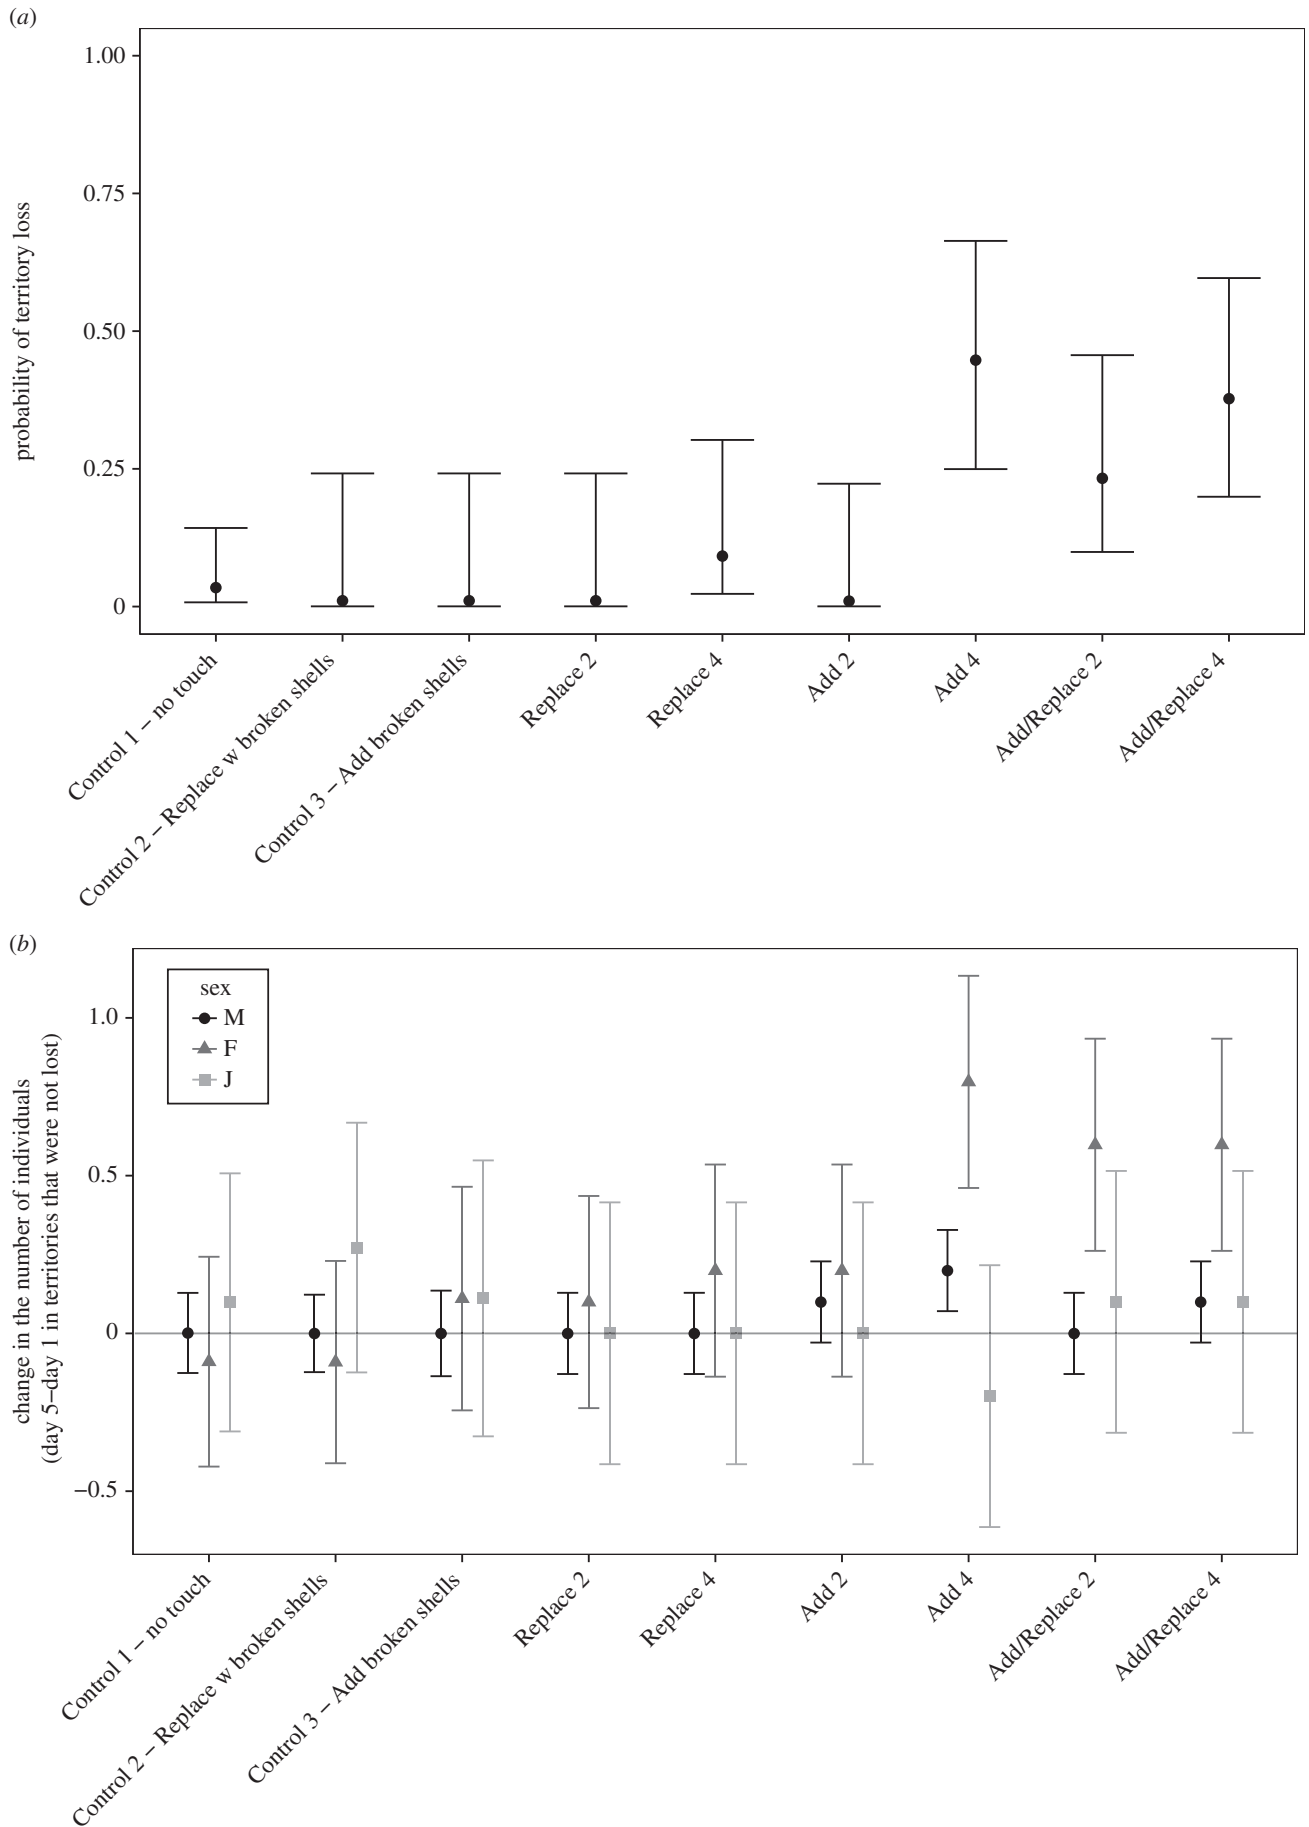 (a)
probability of territory loss
1.00
0.75
0.50
0.25
0
Control 1 – no touch
Control 2 – Replace w broken shells
Control 3 – Add broken shells
Replace 2
Replace 4
Add 2
Add 4
Add/Replace 2
Add/Replace 4
(b)
change in the number of individuals
(day 5–day 1 in territories that were not lost)
sex
M
F
J
1.0
0.5
0
–0.5
Control 1 – no touch
Control 2 – Replace w broken shells
Control 3 – Add broken shells
Replace 2
Replace 4
Add 2
Add 4
Add/Replace 2
Add/Replace 4